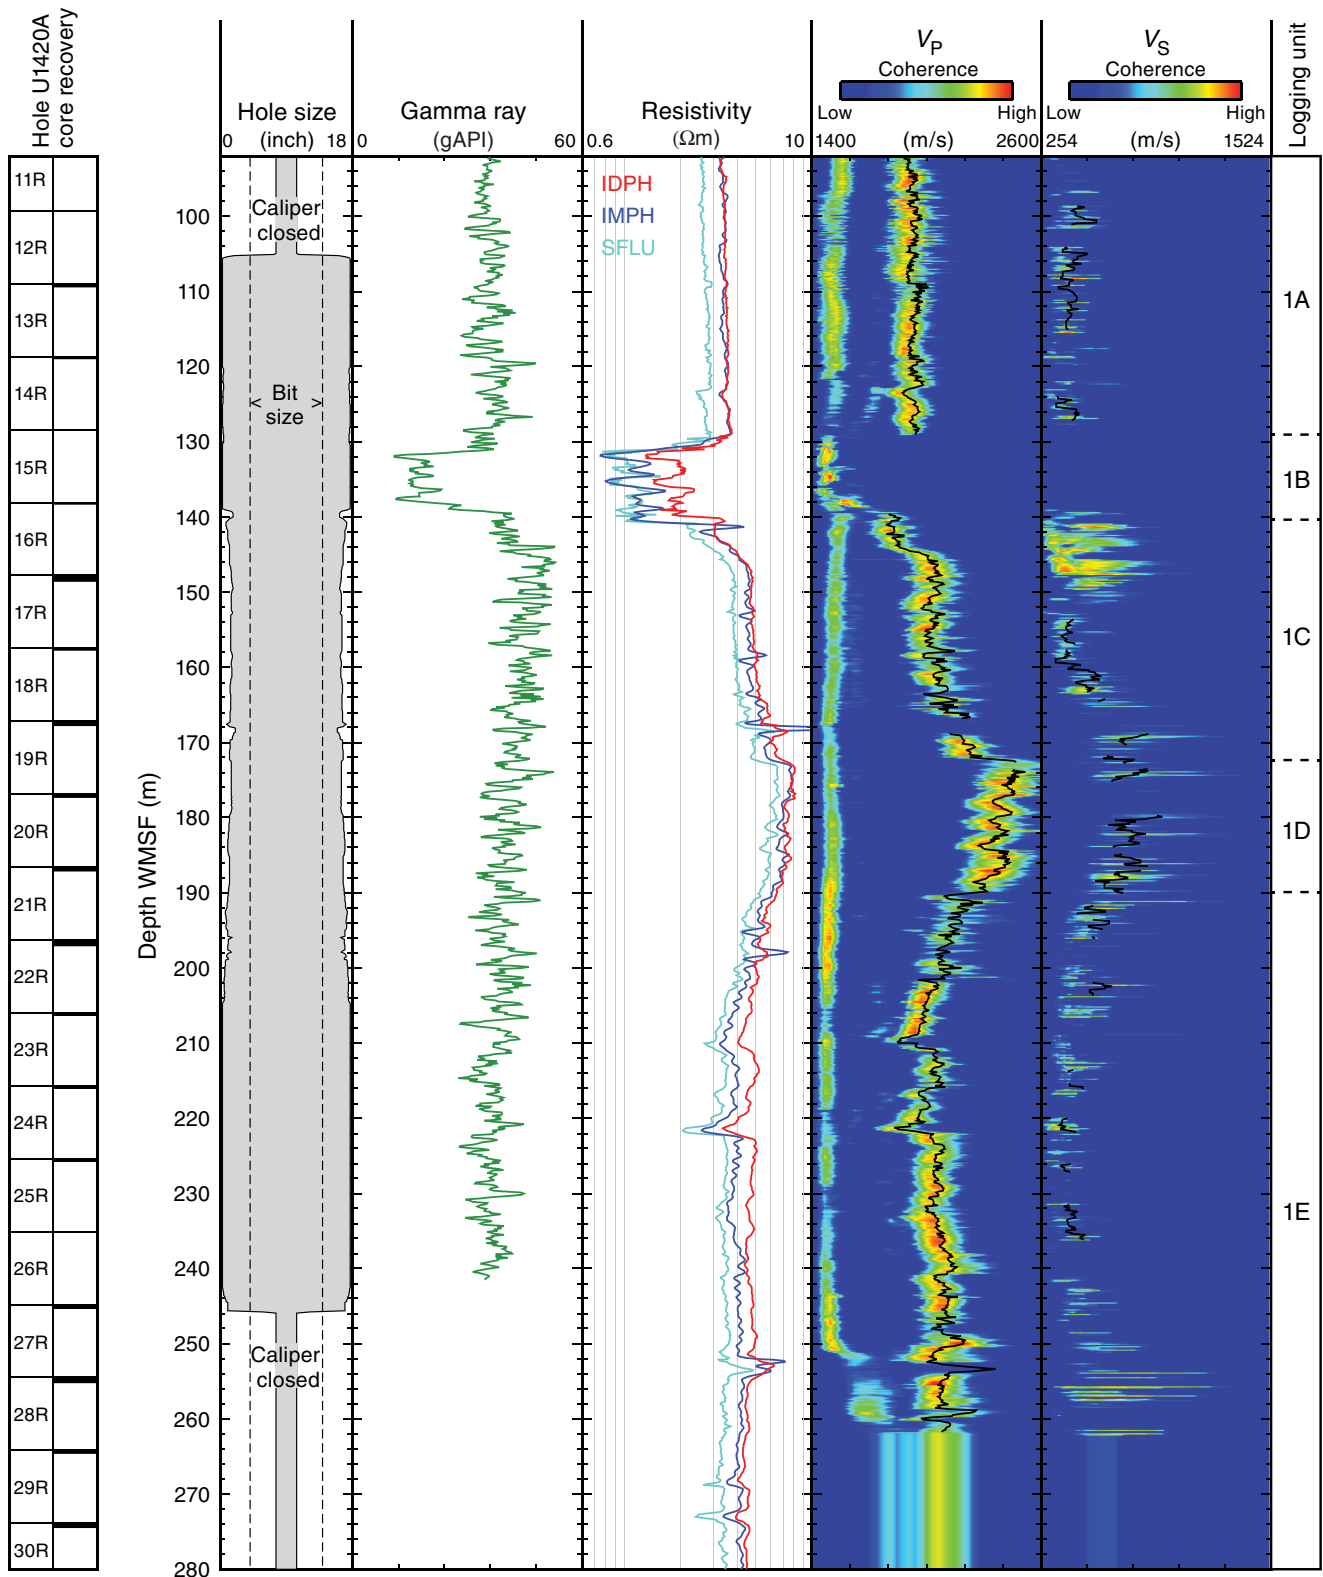 Hole U1420A
core recovery
Hole size
(inch)
0 18
Gamma ray
(gAPI)
0 60
Resistivity
(Ωm)
0.6 10
VP
Coherence
Low High
1400 (m/s) 2600
VS
Coherence
Low High
254 (m/s) 1524
Logging unit
Depth WMSF (m)
11R
12R
13R
14R
15R
16R
17R
18R
19R
20R
21R
22R
23R
24R
25R
26R
27R
28R
29R
30R
100
110
120
130
140
150
160
170
180
190
200
210
220
230
240
250
260
270
280
Caliper
closed
< Bit >
size
Caliper
closed
IDPH
IMPH
SFLU
1A
1B
1C
1D
1E